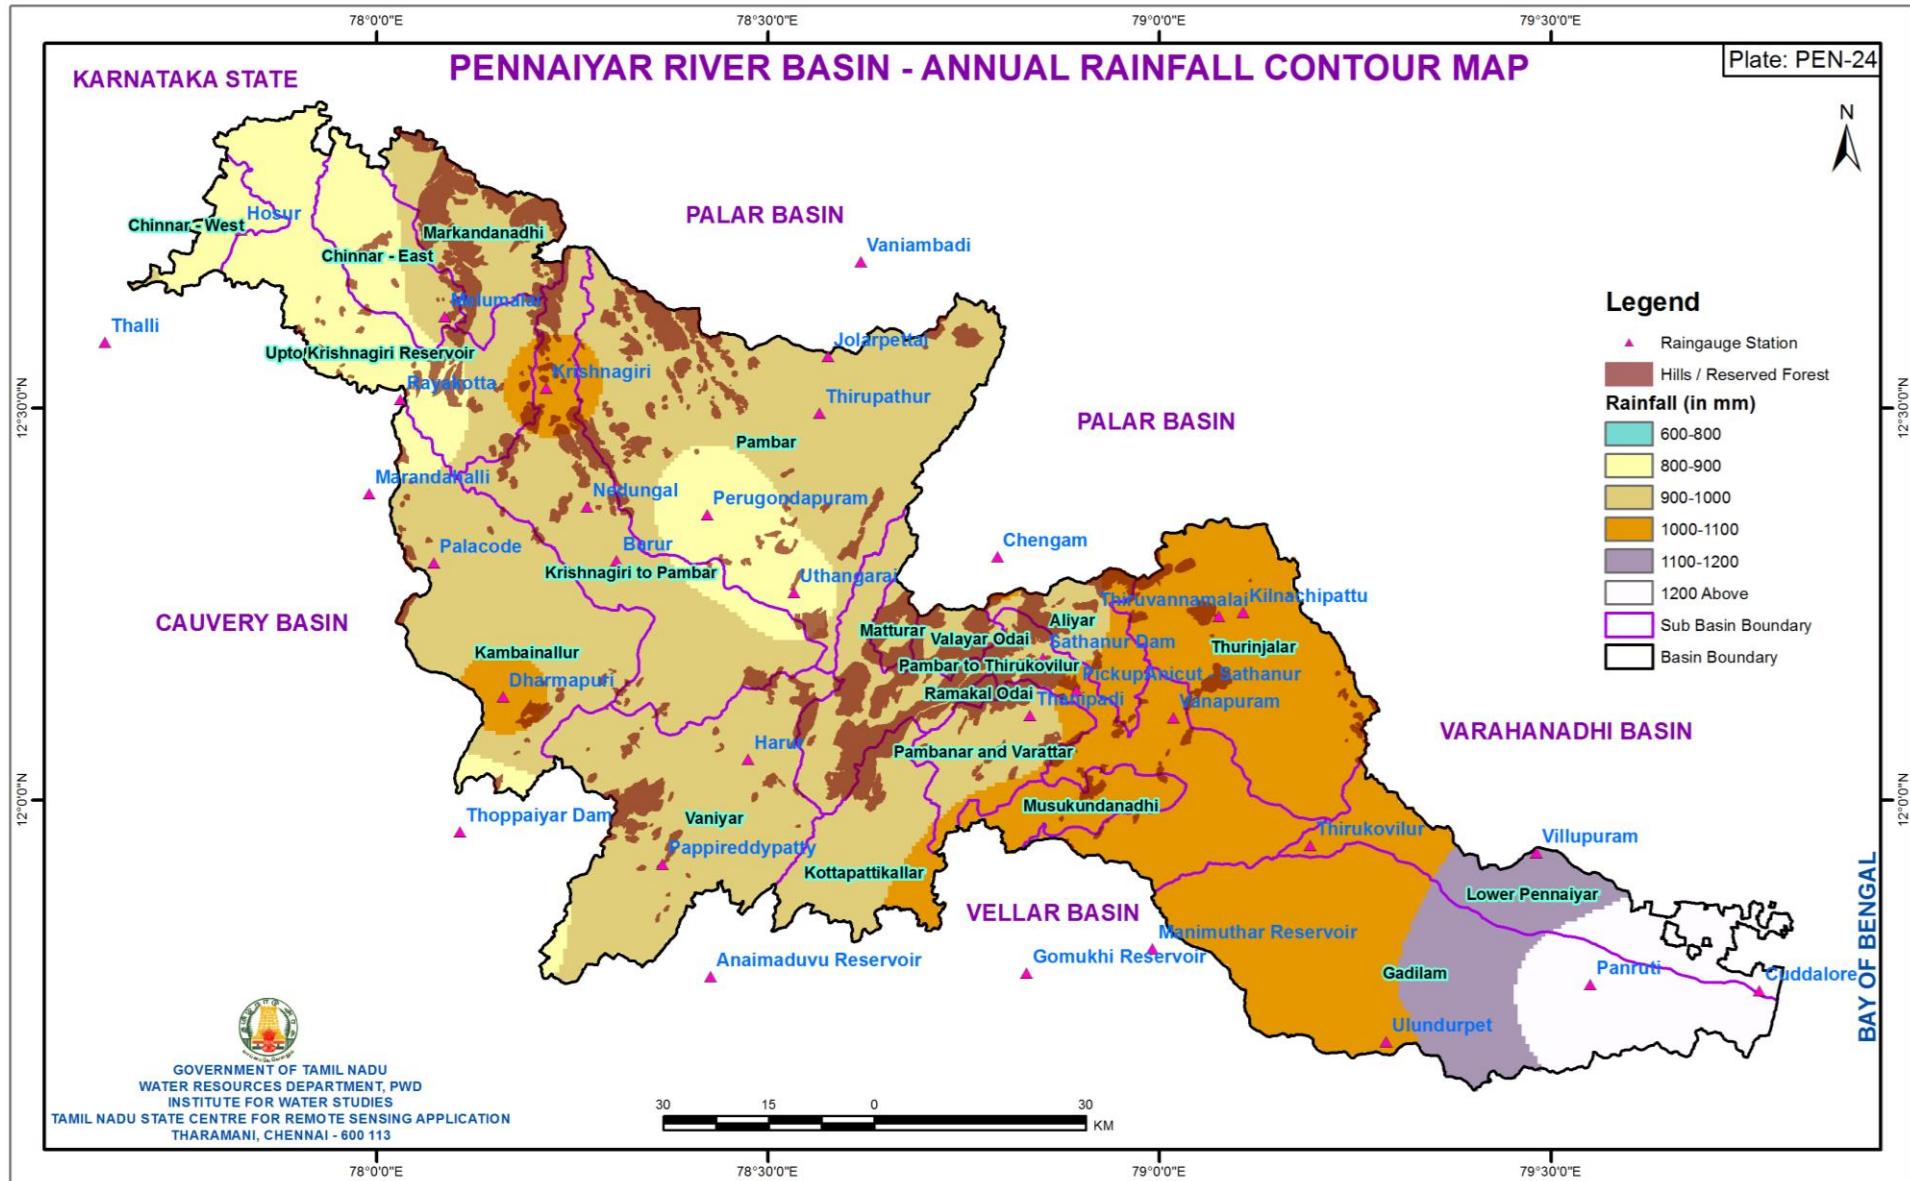 78°0'0"E
78°30'0"E
79°0'0"E
79°30'0"E
PENNAIYAR RIVER BASIN - ANNUAL RAINFALL CONTOUR MAP
Plate: PEN-24
KARNATAKA STATE
N
PALAR BASIN
Hosur
Chinnar - West
Markandanadhi
Chinnar - East
Vaniambadi
Melumalai
Thalli
Jolarpettai
Upto Krishnagiri Reservoir
Krishnagiri
Rayakotta
Thirupathur
12°30'0"N
12°30'0"N
PALAR BASIN
Pambar
Marandahalli
Nedungal
Perugondapuram
Palacode
Barur
Chengam
Krishnagiri to Pambar
Uthangarai
CAUVERY BASIN
Thiruvannamalai
Kilnachipattu
Aliyar
Matturar
Valayar Odai
Sathanur Dam
Thurinjalar
Kambainallur
Pambar to Thirukovilur
Dharmapuri
PickupAnicut - Sathanur
Ramakal Odai
Thanipadi
Vanapuram
VARAHANADHI BASIN
Harur
Pambanar and Varattar
12°0'0"N
12°0'0"N
Musukundanadhi
Thoppaiyar Dam
Vaniyar
Thirukovilur
Villupuram
Pappireddypatty
Kottapattikallar
Lower Pennaiyar
VELLAR BASIN
Manimuthar Reservoir
Anaimaduvu Reservoir
Gomukhi Reservoir
Gadilam
Panruti
Cuddalore
Ulundurpet
BAY OF BENGAL
Legend
Raingauge Station
Hills / Reserved Forest
Rainfall (in mm)
600-800
800-900
900-1000
1000-1100
1100-1200
1200 Above
Sub Basin Boundary
Basin Boundary
GOVERNMENT OF TAMIL NADU
WATER RESOURCES DEPARTMENT, PWD
INSTITUTE FOR WATER STUDIES
TAMIL NADU STATE CENTRE FOR REMOTE SENSING APPLICATION
THARAMANI, CHENNAI - 600 113
30 15 0 30
KM
78°0'0"E
78°30'0"E
79°0'0"E
79°30'0"E